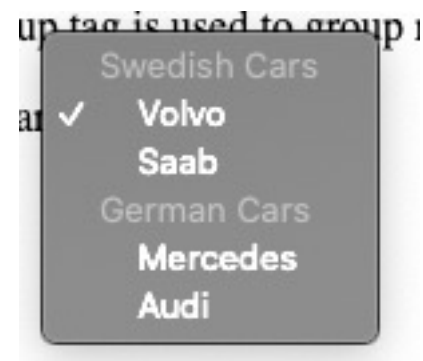 up tag is used to group
Swedish Cars
✓ Volvo
Saab
German Cars
Mercedes
Audi